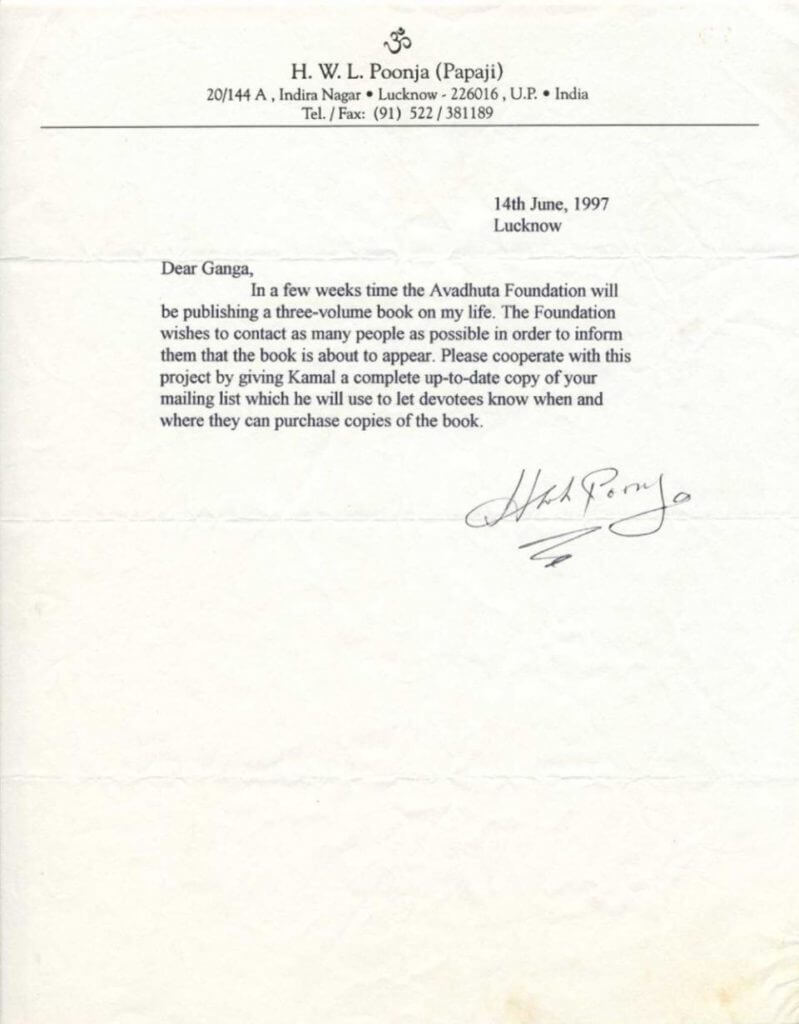 ॐ
H. W. L. Poonja (Papaji)
20/144 A , Indira Nagar • Lucknow - 226016 , U.P. • India
Tel. / Fax: (91) 522 / 381189
14th June, 1997
Lucknow
Dear Ganga,
In a few weeks time the Avadhuta Foundation will
be publishing a three-volume book on my life. The Foundation
wishes to contact as many people as possible in order to inform
them that the book is about to appear. Please cooperate with this
project by giving Kamal a complete up-to-date copy of your
mailing list which he will use to let devotees know when and
where they can purchase copies of the book.
HWL Poonja